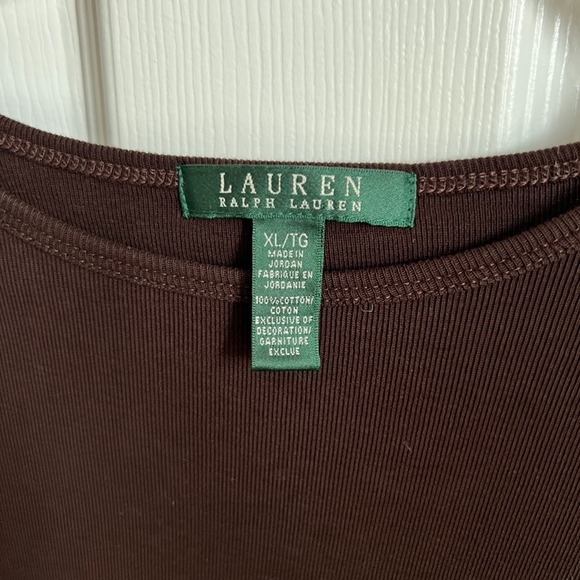 LAUREN
RALPH LAUREN
XL/TG
MADE IN
JORDAN
FABRIQUE EN
JORDANIE
100%COTTON/
COTON
EXCLUSIVE OF
DECORATION/
GARNITURE
EXCLUE